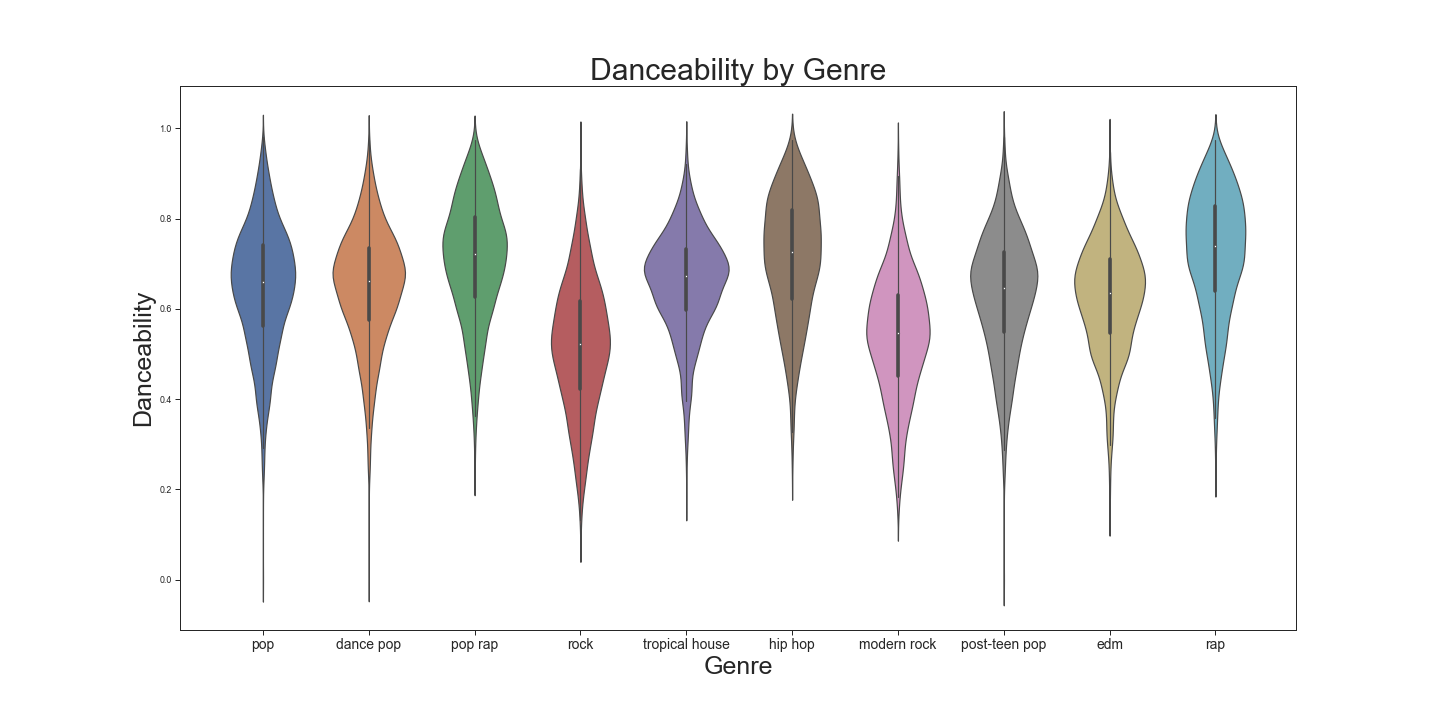 Danceability by Genre
1.0
0.8
0.6
0.4
0.2
0.0
Danceability
pop dance pop pop rap rock tropical house hip hop modern rock post-teen pop edm rap
Genre